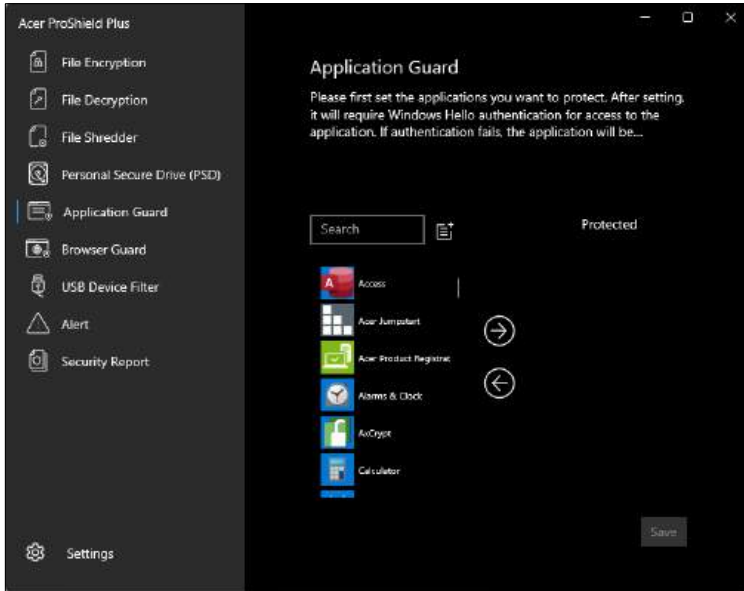 Acer ProShield Plus
File Encryption
File Decryption
File Shredder
Personal Secure Drive (PSD)
Application Guard
Browser Guard
USB Device Filter
Alert
Security Report
Settings
Application Guard
Please first set the applications you want to protect. After setting,
it will require Windows Hello authentication for access to the
application. If authentication fails, the application will be...
Search
Protected
A Access
Acer Jumpstart
Acer Product Registrat
Alarms & Clock
AxCrypt
Calculator
Save